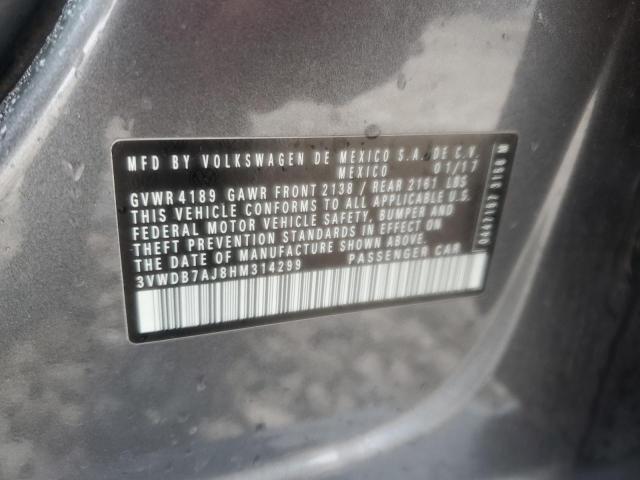 MFD BY VOLKSWAGEN DE MEXICO S.A. DE C.V.
MEXICO 01/17
GVWR 4189 GAWR FRONT 2138 / REAR 2161 LBS
THIS VEHICLE CONFORMS TO ALL APPLICABLE U.S.
FEDERAL MOTOR VEHICLE SAFETY, BUMPER AND
THEFT PREVENTION STANDARDS IN EFFECT ON
THE DATE OF MANUFACTURE SHOWN ABOVE.
3VWDB7AJ8HM314299 PASSENGER CAR